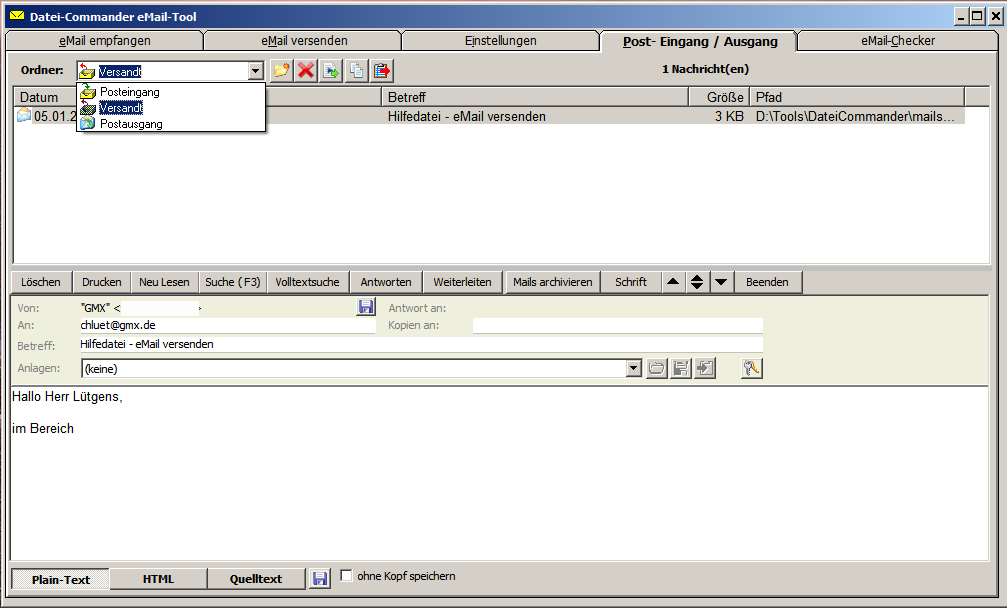 Datei-Commander eMail-Tool
eMail empfangen eMail versenden Einstellungen Post- Eingang / Ausgang eMail-Checker
Ordner: Versandt 1 Nachricht(en)
Posteingang
Versandt
Postausgang
Datum Betreff Größe Pfad
05.01.2 Hilfedatei - eMail versenden 3 KB D:\Tools\DateiCommander\mails...
Löschen Drucken Neu Lesen Suche ( F3) Volltextsuche Antworten Weiterleiten Mails archivieren Schrift Beenden
Von: "GMX" < > Antwort an:
An: chluet@gmx.de Kopien an:
Betreff: Hilfedatei - eMail versenden
Anlagen: (keine)
Hallo Herr Lütgens,
im Bereich
Plain-Text HTML Quelltext ohne Kopf speichern